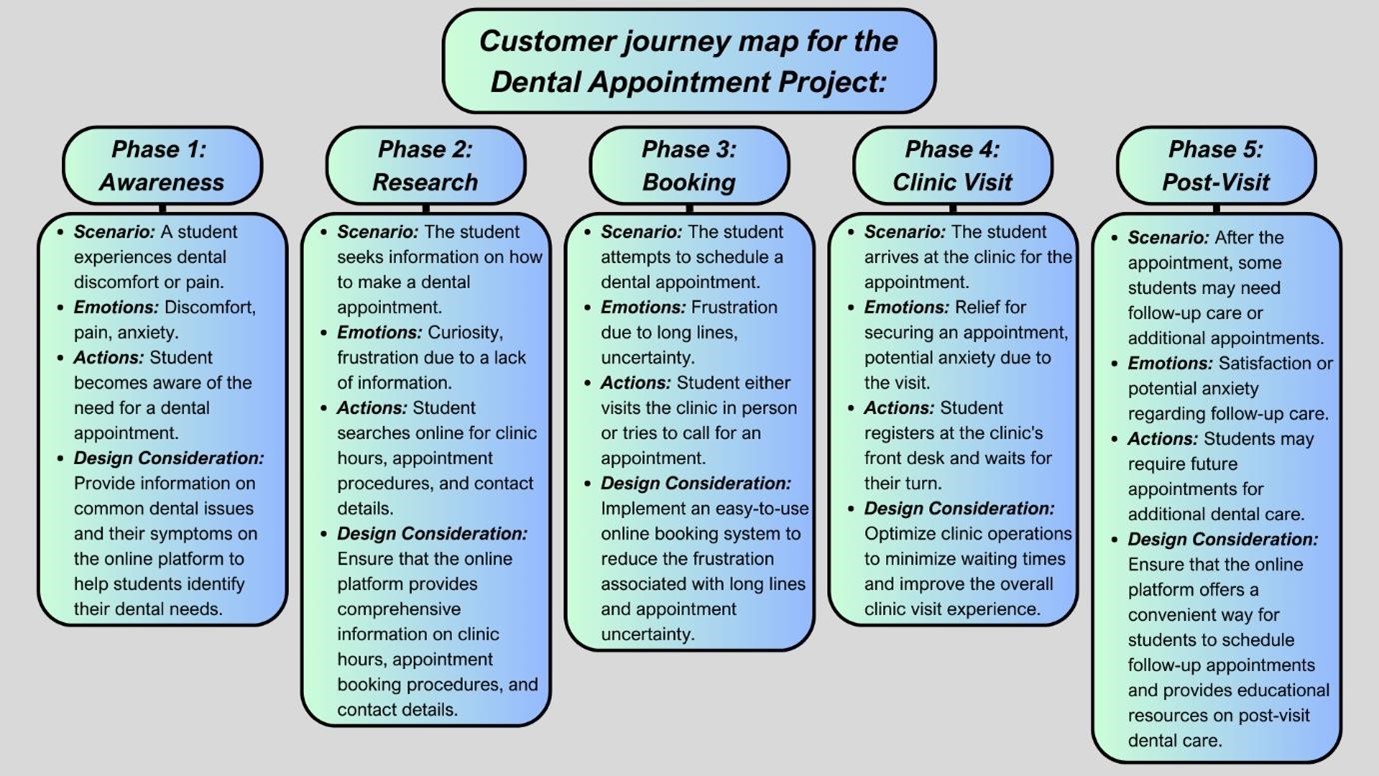 Customer journey map for the
Dental Appointment Project:
Phase 1:
Awareness
• Scenario: A student
experiences dental
discomfort or pain.
• Emotions: Discomfort,
pain, anxiety.
• Actions: Student
becomes aware of the
need for a dental
appointment.
• Design Consideration:
Provide information on
common dental issues
and their symptoms on
the online platform to
help students identify
their dental needs.
Phase 2:
Research
• Scenario: The student
seeks information on how
to make a dental
appointment.
• Emotions: Curiosity,
frustration due to a lack
of information.
• Actions: Student
searches online for clinic
hours, appointment
procedures, and contact
details.
• Design Consideration:
Ensure that the online
platform provides
comprehensive
information on clinic
hours, appointment
booking procedures, and
contact details.
Phase 3:
Booking
• Scenario: The student
attempts to schedule a
dental appointment.
• Emotions: Frustration
due to long lines,
uncertainty.
• Actions: Student either
visits the clinic in person
or tries to call for an
appointment.
• Design Consideration:
Implement an easy-to-use
online booking system to
reduce the frustration
associated with long lines
and appointment
uncertainty.
Phase 4:
Clinic Visit
• Scenario: The student
arrives at the clinic for the
appointment.
• Emotions: Relief for
securing an appointment,
potential anxiety due to
the visit.
• Actions: Student
registers at the clinic's
front desk and waits for
their turn.
• Design Consideration:
Optimize clinic operations
to minimize waiting times
and improve the overall
clinic visit experience.
Phase 5:
Post-Visit
• Scenario: After the
appointment, some
students may need
follow-up care or
additional appointments.
• Emotions: Satisfaction or
potential anxiety
regarding follow-up care.
• Actions: Students may
require future
appointments for
additional dental care.
• Design Consideration:
Ensure that the online
platform offers a
convenient way for
students to schedule
follow-up appointments
and provides educational
resources on post-visit
dental care.